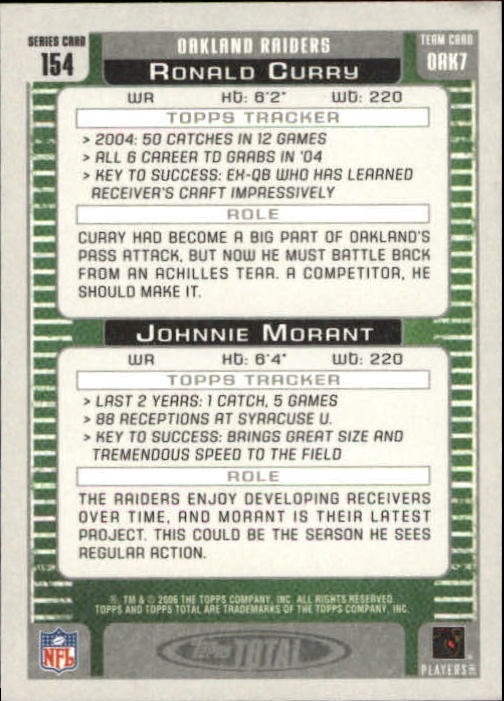 SERIES CARD
154
OAKLAND RAIDERS
TEAM CARD
OAK7
RONALD CURRY
WR Ht: 6'2" Wt: 220
TOPPS TRACKER
> 2004: 50 CATCHES IN 12 GAMES
> ALL 6 CAREER TD GRABS IN '04
> KEY TO SUCCESS: EX-QB WHO HAS LEARNED
RECEIVER'S CRAFT IMPRESSIVELY
ROLE
CURRY HAD BECOME A BIG PART OF OAKLAND'S
PASS ATTACK, BUT NOW HE MUST BATTLE BACK
FROM AN ACHILLES TEAR. A COMPETITOR, HE
SHOULD MAKE IT.
JOHNNIE MORANT
WR Ht: 6'4" Wt: 220
TOPPS TRACKER
> LAST 2 YEARS: 1 CATCH, 5 GAMES
> 88 RECEPTIONS AT SYRACUSE U.
> KEY TO SUCCESS: BRINGS GREAT SIZE AND
TREMENDOUS SPEED TO THE FIELD
ROLE
THE RAIDERS ENJOY DEVELOPING RECEIVERS
OVER TIME, AND MORANT IS THEIR LATEST
PROJECT. THIS COULD BE THE SEASON HE SEES
REGULAR ACTION.
®, TM & © 2006 THE TOPPS COMPANY, INC. ALL RIGHTS RESERVED.
TOPPS AND TOPPS TOTAL ARE TRADEMARKS OF THE TOPPS COMPANY, INC.
NFL
Topps TOTAL
PLAYERS INC